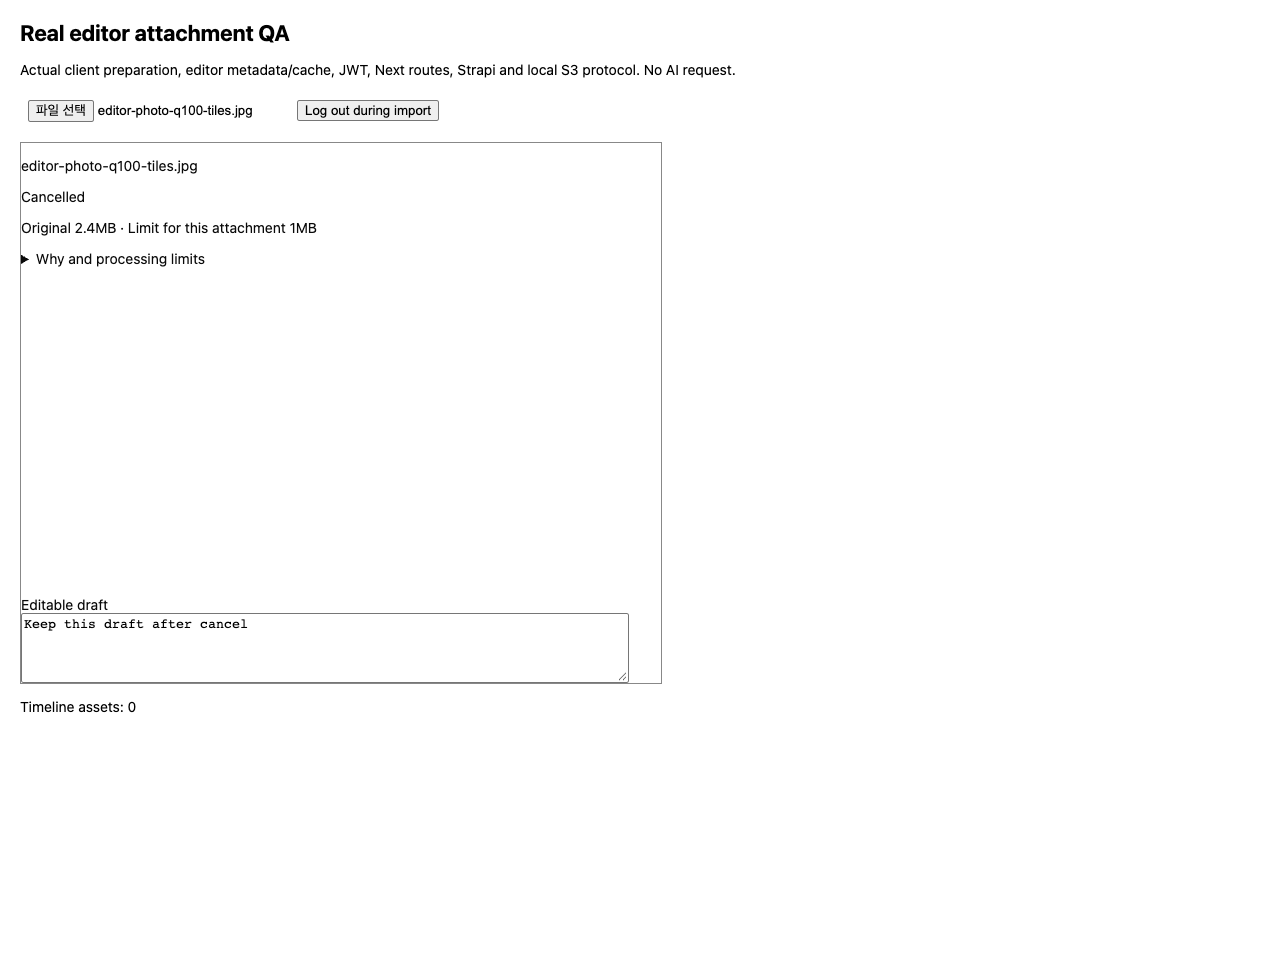 Real editor attachment QA
Actual client preparation, editor metadata/cache, JWT, Next routes, Strapi and local S3 protocol. No AI request.
파일 선택 editor-photo-q100-tiles.jpg Log out during import
editor-photo-q100-tiles.jpg
Cancelled
Original 2.4MB · Limit for this attachment 1MB
Why and processing limits
Editable draft
Keep this draft after cancel
Timeline assets: 0